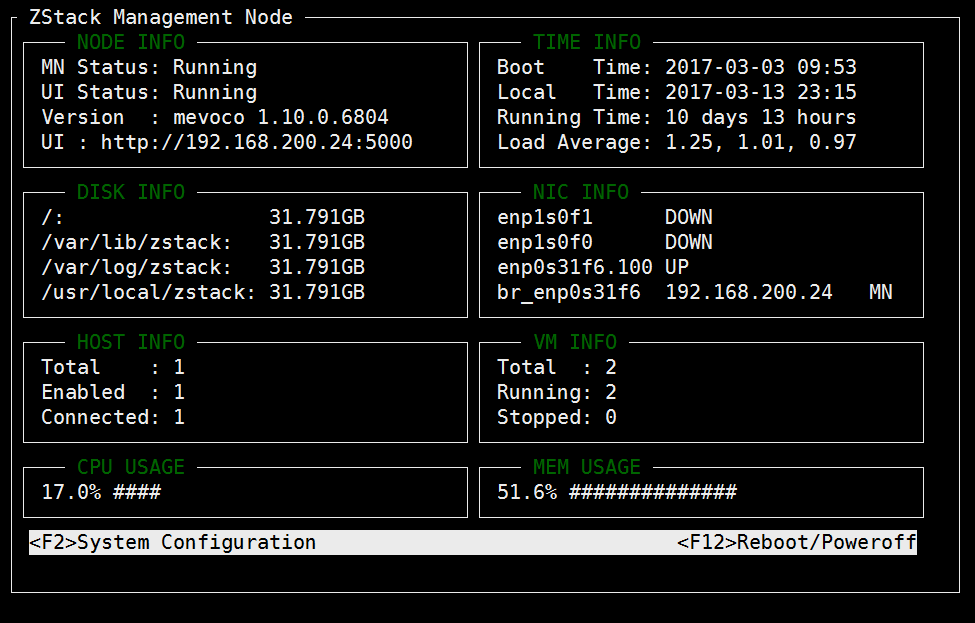 ZStack Management Node
NODE INFO
MN Status: Running
UI Status: Running
Version  : mevoco 1.10.0.6804
UI : http://192.168.200.24:5000
TIME INFO
Boot    Time: 2017-03-03 09:53
Local   Time: 2017-03-13 23:15
Running Time: 10 days 13 hours
Load Average: 1.25, 1.01, 0.97
DISK INFO
/:                 31.791GB
/var/lib/zstack:   31.791GB
/var/log/zstack:   31.791GB
/usr/local/zstack: 31.791GB
NIC INFO
enp1s0f1      DOWN
enp1s0f0      DOWN
enp0s31f6.100 UP
br_enp0s31f6  192.168.200.24   MN
HOST INFO
Total    : 1
Enabled  : 1
Connected: 1
VM INFO
Total  : 2
Running: 2
Stopped: 0
CPU USAGE
17.0% ####
MEM USAGE
51.6% ##############
<F2>System Configuration                              <F12>Reboot/Poweroff